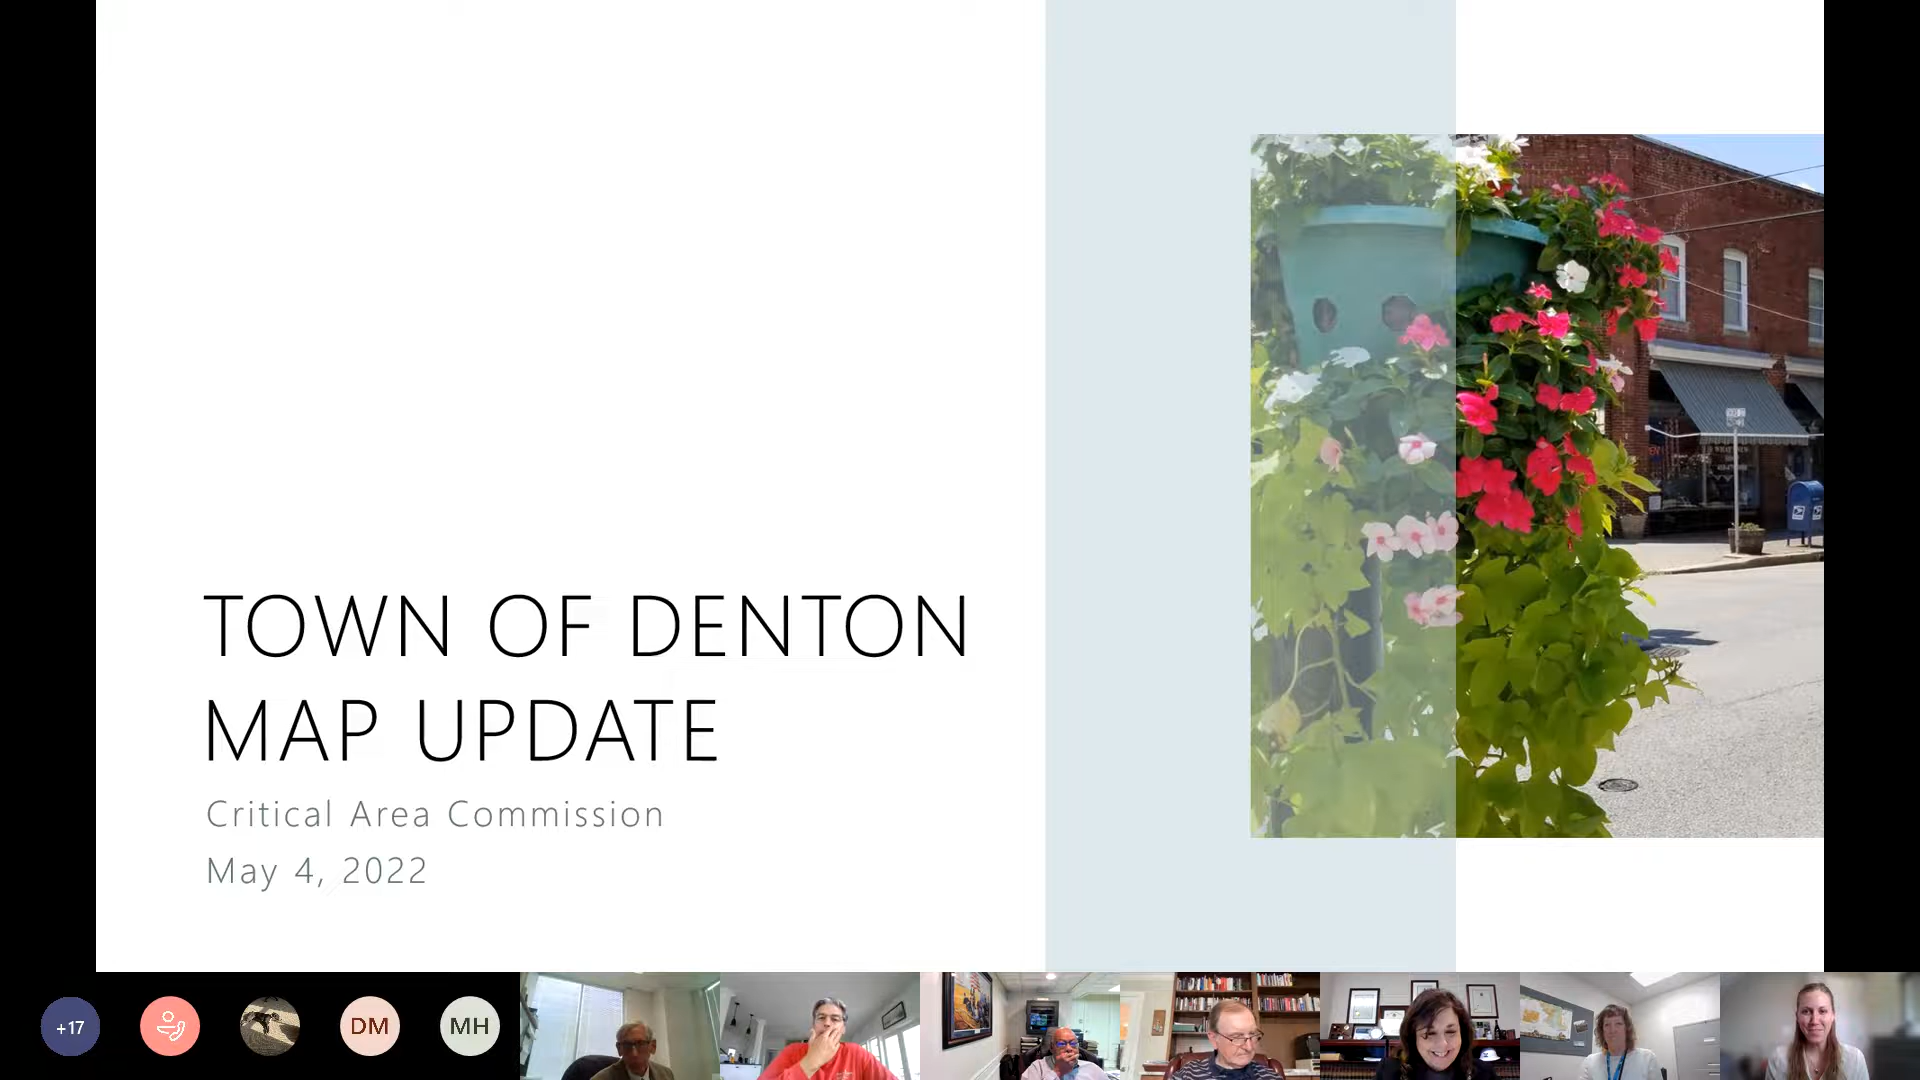 TOWN OF DENTON
MAP UPDATE
Critical Area Commission
May 4, 2022
+17
DM
MH